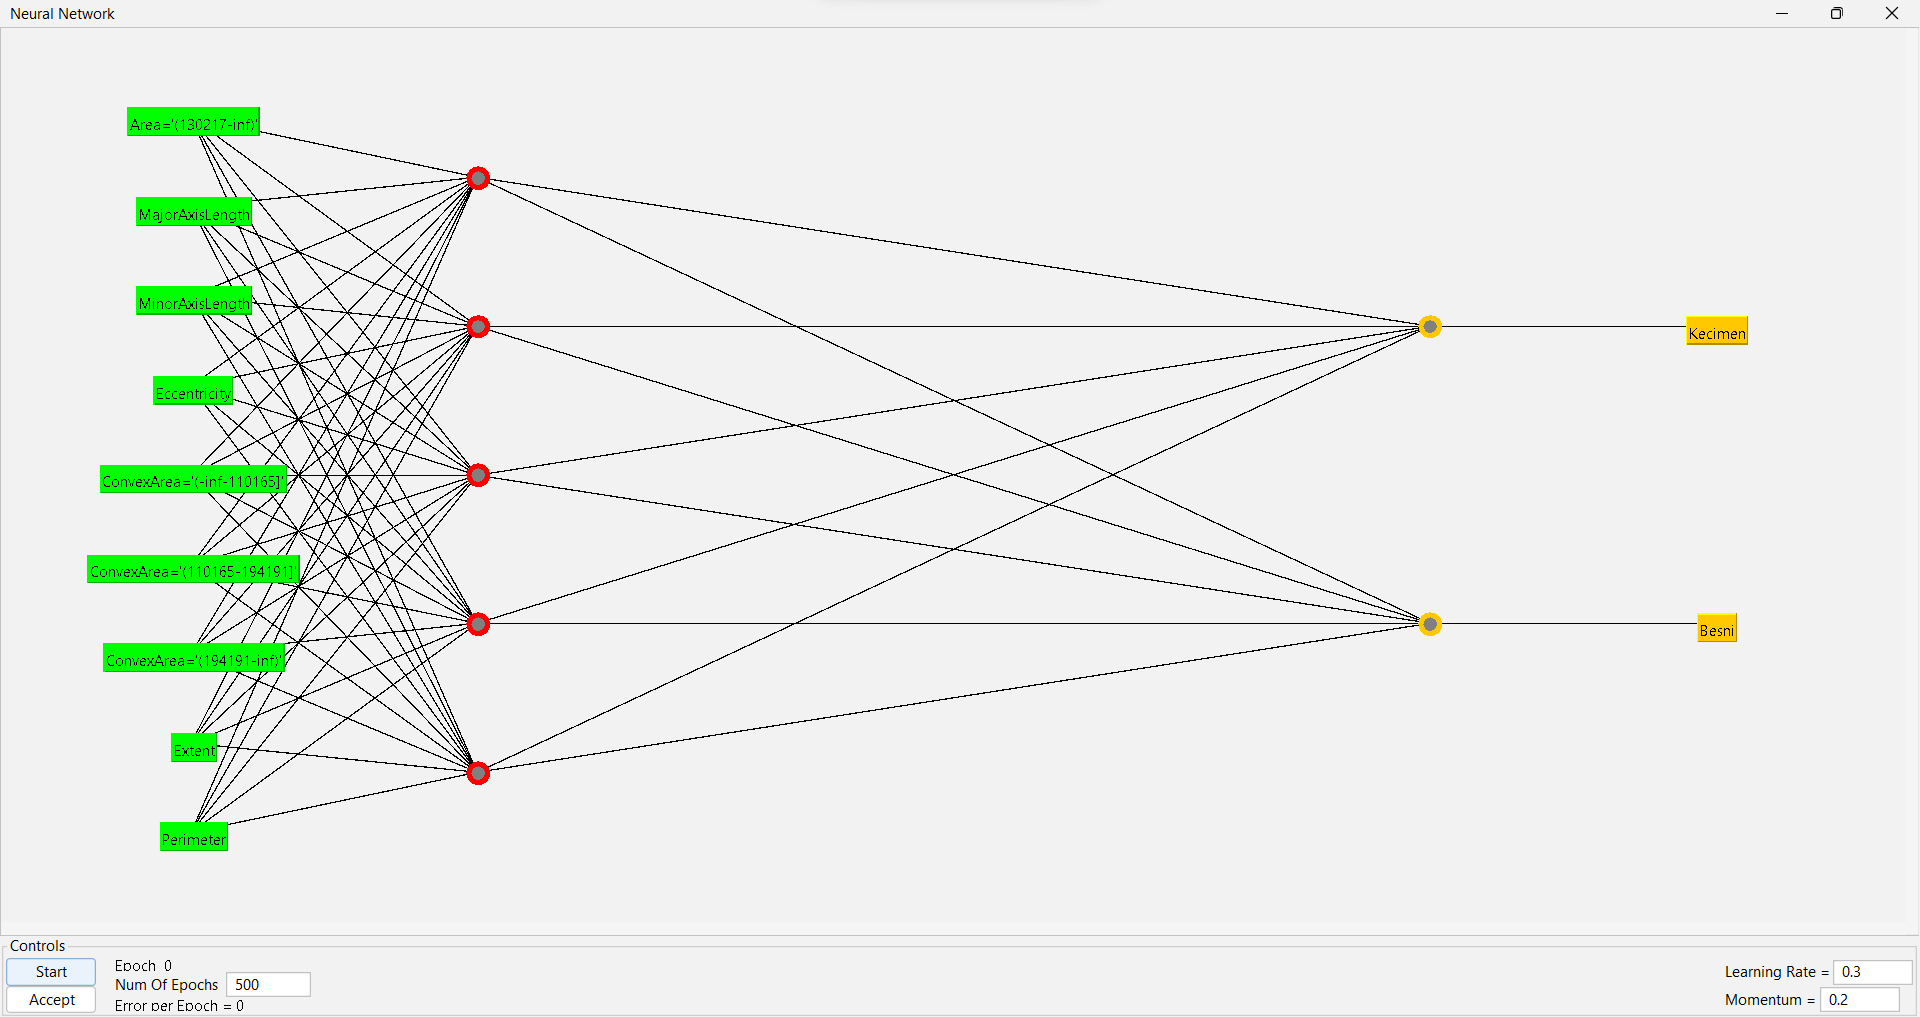 Neural Network
Area='(130217-inf)'
MajorAxisLength
MinorAxisLength
Kecimen
Eccentricity
ConvexArea='(-inf-110165]'
ConvexArea='(110165-194191]'
Besni
ConvexArea='(194191-inf)'
Extent
Perimeter
Controls
Start
Accept
Epoch 0
Num Of Epochs 500
Error per Epoch = 0
Learning Rate = 0.3
Momentum = 0.2